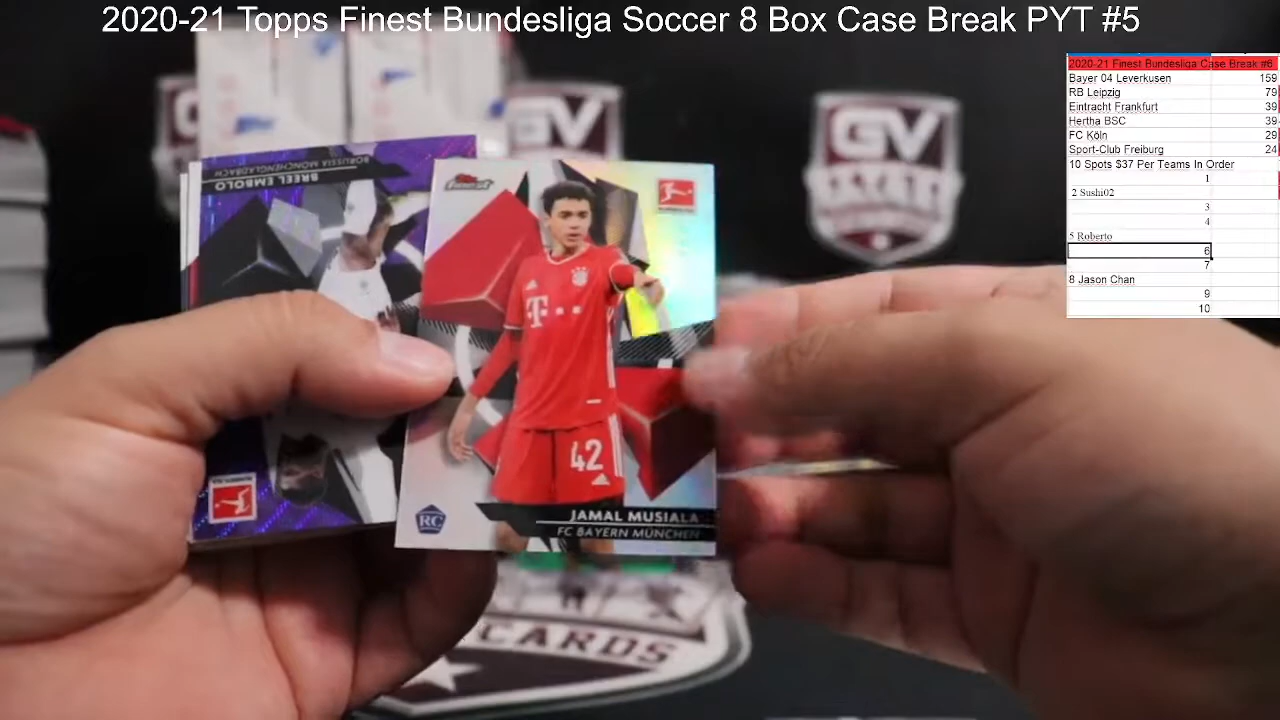 2020-21 Topps Finest Bundesliga Soccer 8 Box Case Break PYT #5
2020-21 Finest Bundesliga Case Break #6
Bayer 04 Leverkusen 159
RB Leipzig 79
Eintracht Frankfurt 39
Hertha BSC 39
FC Köln 29
Sport-Club Freiburg 24
10 Spots $37 Per Teams In Order
1
2 Sushi02
3
4
5 Roberto
6
7
8 Jason Chan
9
10
GV
GV
BORUSSIA MÖNCHENGLADBACH
BREEL EMBOLO
Topps
Finest
BUNDESLIGA
T
42
RC
JAMAL MUSIALA
FC BAYERN MÜNCHEN
CARDS